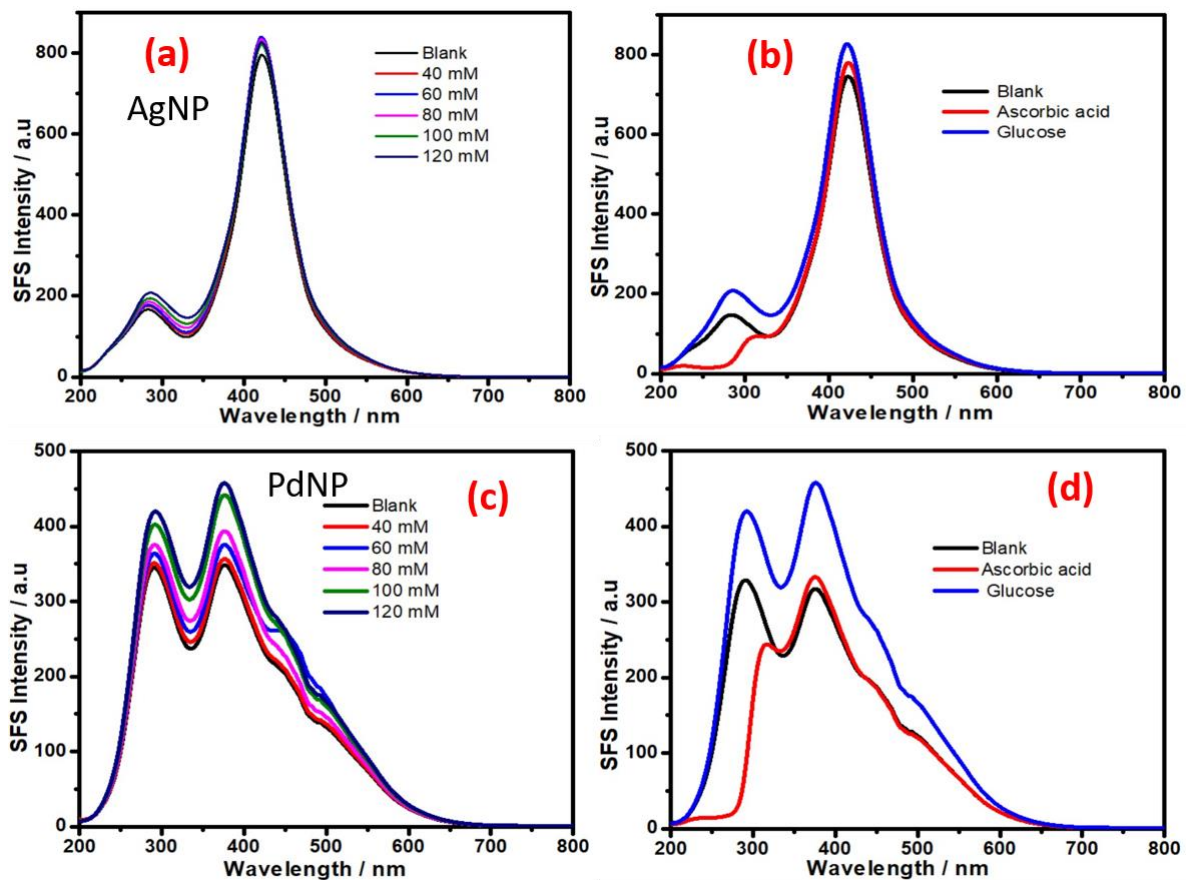 (a)
AgNP
Blank
40 mM
60 mM
80 mM
100 mM
120 mM
SFS Intensity / a.u
800
600
400
200
0
200 300 400 500 600 700 800
Wavelength / nm
(b)
Blank
Ascorbic acid
Glucose
SFS Intensity / a.u
800
600
400
200
0
200 300 400 500 600 700 800
Wavelength / nm
PdNP
(c)
Blank
40 mM
60 mM
80 mM
100 mM
120 mM
SFS Intensity / a.u
500
400
300
200
100
0
200 300 400 500 600 700 800
Wavelength / nm
(d)
Blank
Ascorbic acid
Glucose
SFS Intensity / a.u
500
400
300
200
100
0
200 300 400 500 600 700 800
Wavelength / nm